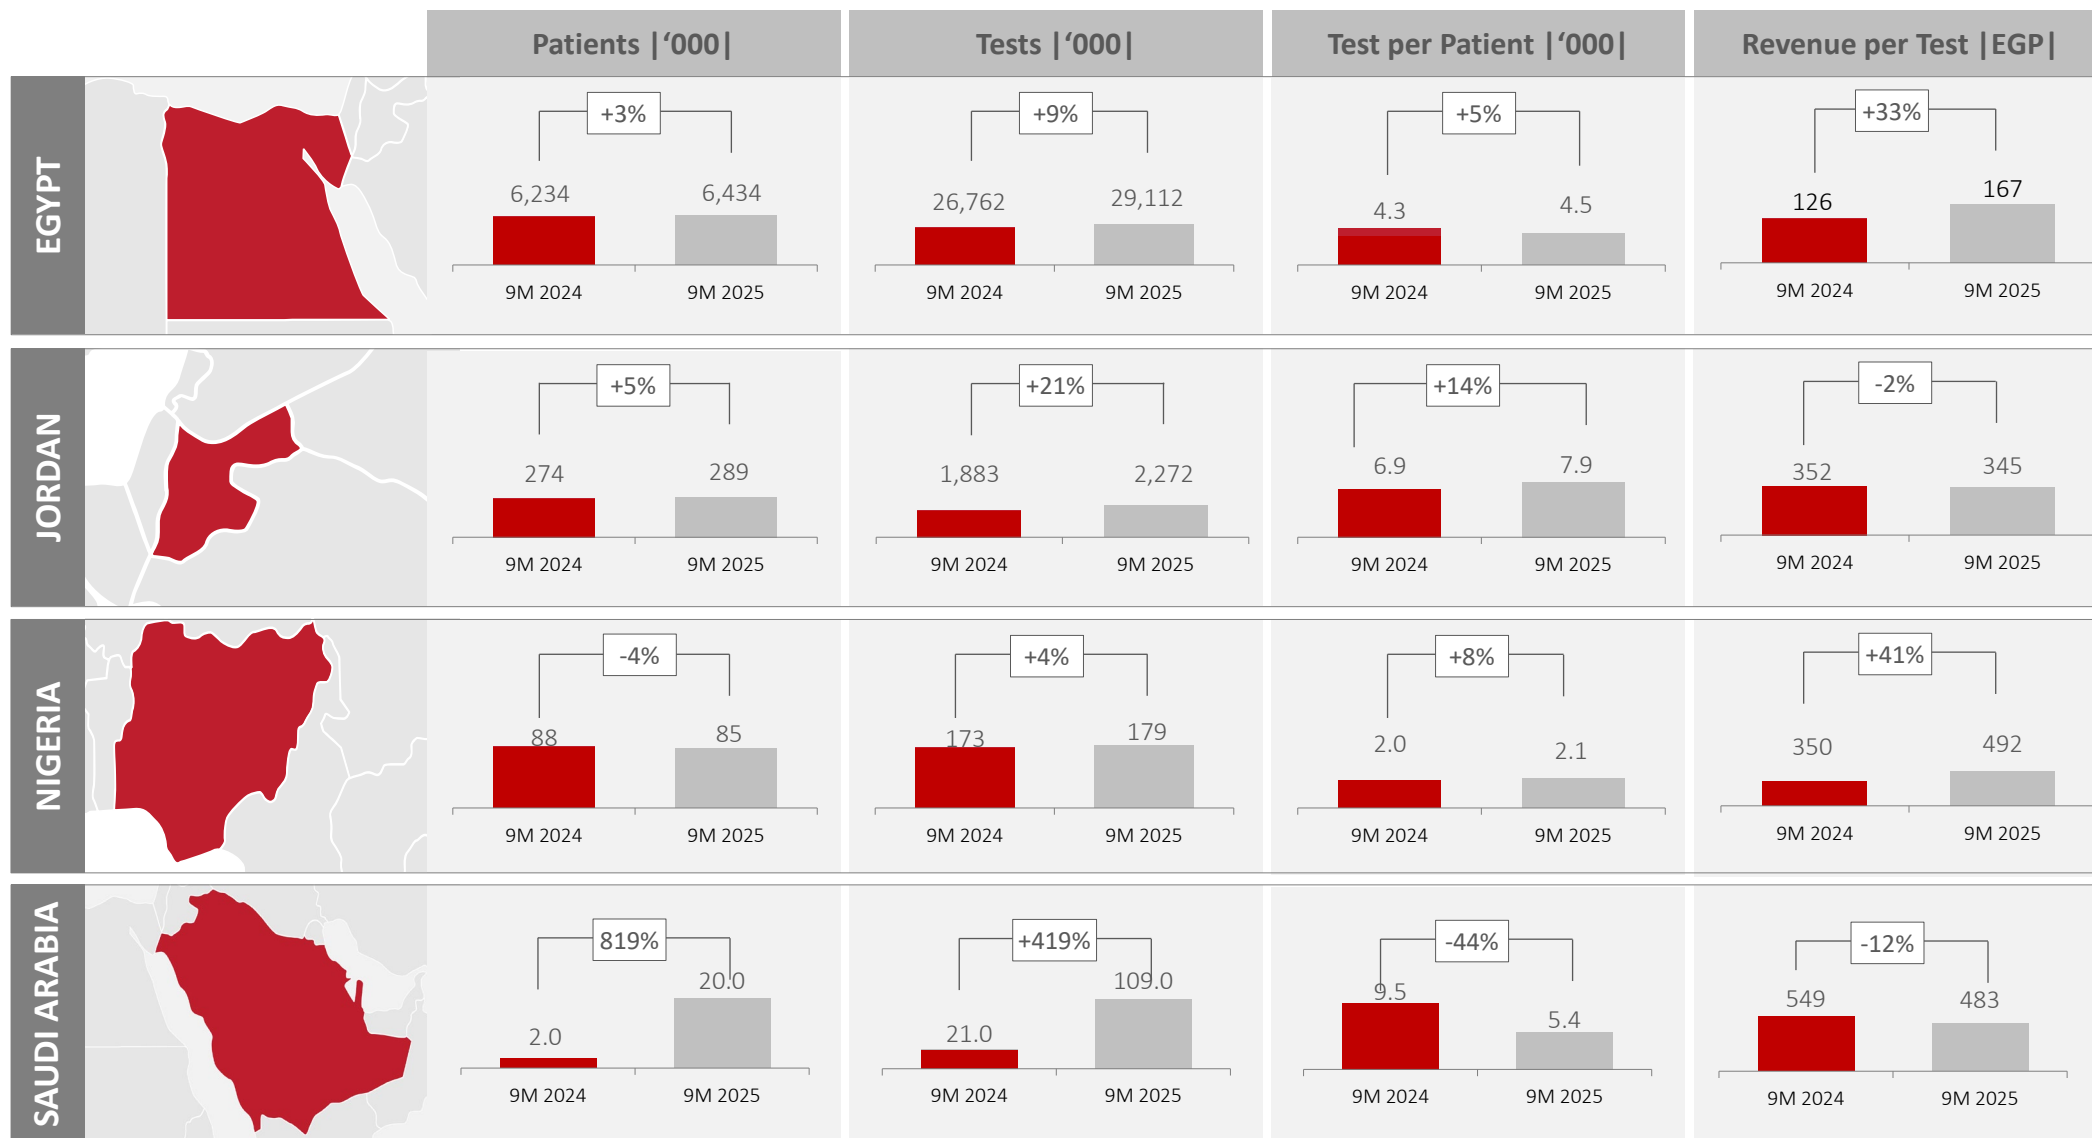 Patients |‘000|
Tests |‘000|
Test per Patient |‘000|
Revenue per Test |EGP|
EGYPT
+3%
6,234
6,434
9M 2024
9M 2025
+9%
26,762
29,112
9M 2024
9M 2025
+5%
4.3
4.5
9M 2024
9M 2025
+33%
126
167
9M 2024
9M 2025
JORDAN
+5%
274
289
9M 2024
9M 2025
+21%
1,883
2,272
9M 2024
9M 2025
+14%
6.9
7.9
9M 2024
9M 2025
-2%
352
345
9M 2024
9M 2025
NIGERIA
-4%
88
85
9M 2024
9M 2025
+4%
173
179
9M 2024
9M 2025
+8%
2.0
2.1
9M 2024
9M 2025
+41%
350
492
9M 2024
9M 2025
SAUDI ARABIA
819%
2.0
20.0
9M 2024
9M 2025
+419%
21.0
109.0
9M 2024
9M 2025
-44%
9.5
5.4
9M 2024
9M 2025
-12%
549
483
9M 2024
9M 2025